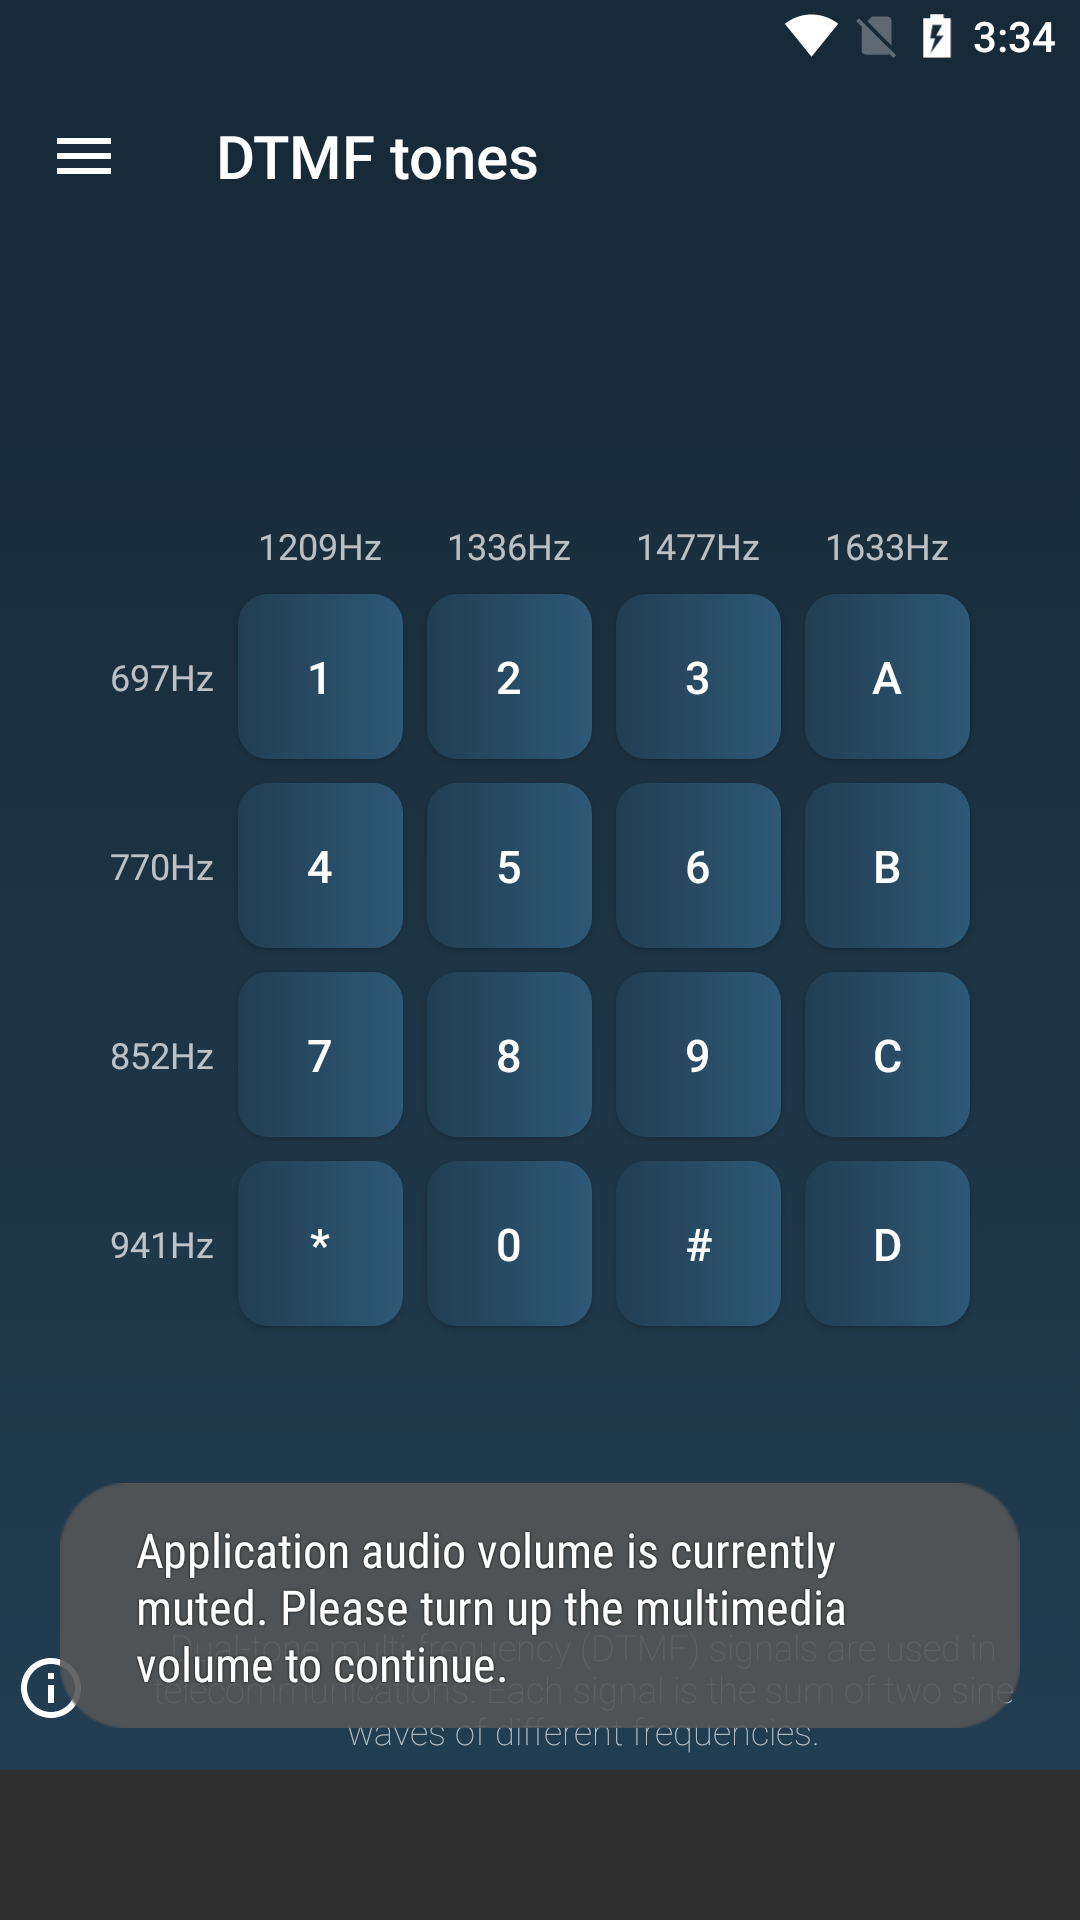 3:34
DTMF tones
1209Hz 1336Hz 1477Hz 1633Hz
697Hz 1 2 3 A
770Hz 4 5 6 B
852Hz 7 8 9 C
941Hz * 0 # D
Application audio volume is currently
muted. Please turn up the multimedia
volume to continue.
Dual-tone multi-frequency (DTMF) signals are used in
telecommunications. Each signal is the sum of two sine
waves of different frequencies.